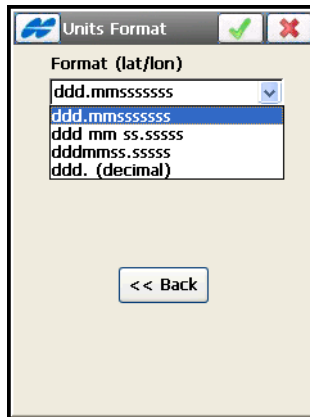 Units Format
Format (lat/lon)
ddd.mmsssssss
ddd.mmsssssss
ddd mm ss.sssss
dddmmss.sssss
ddd. (decimal)
<< Back